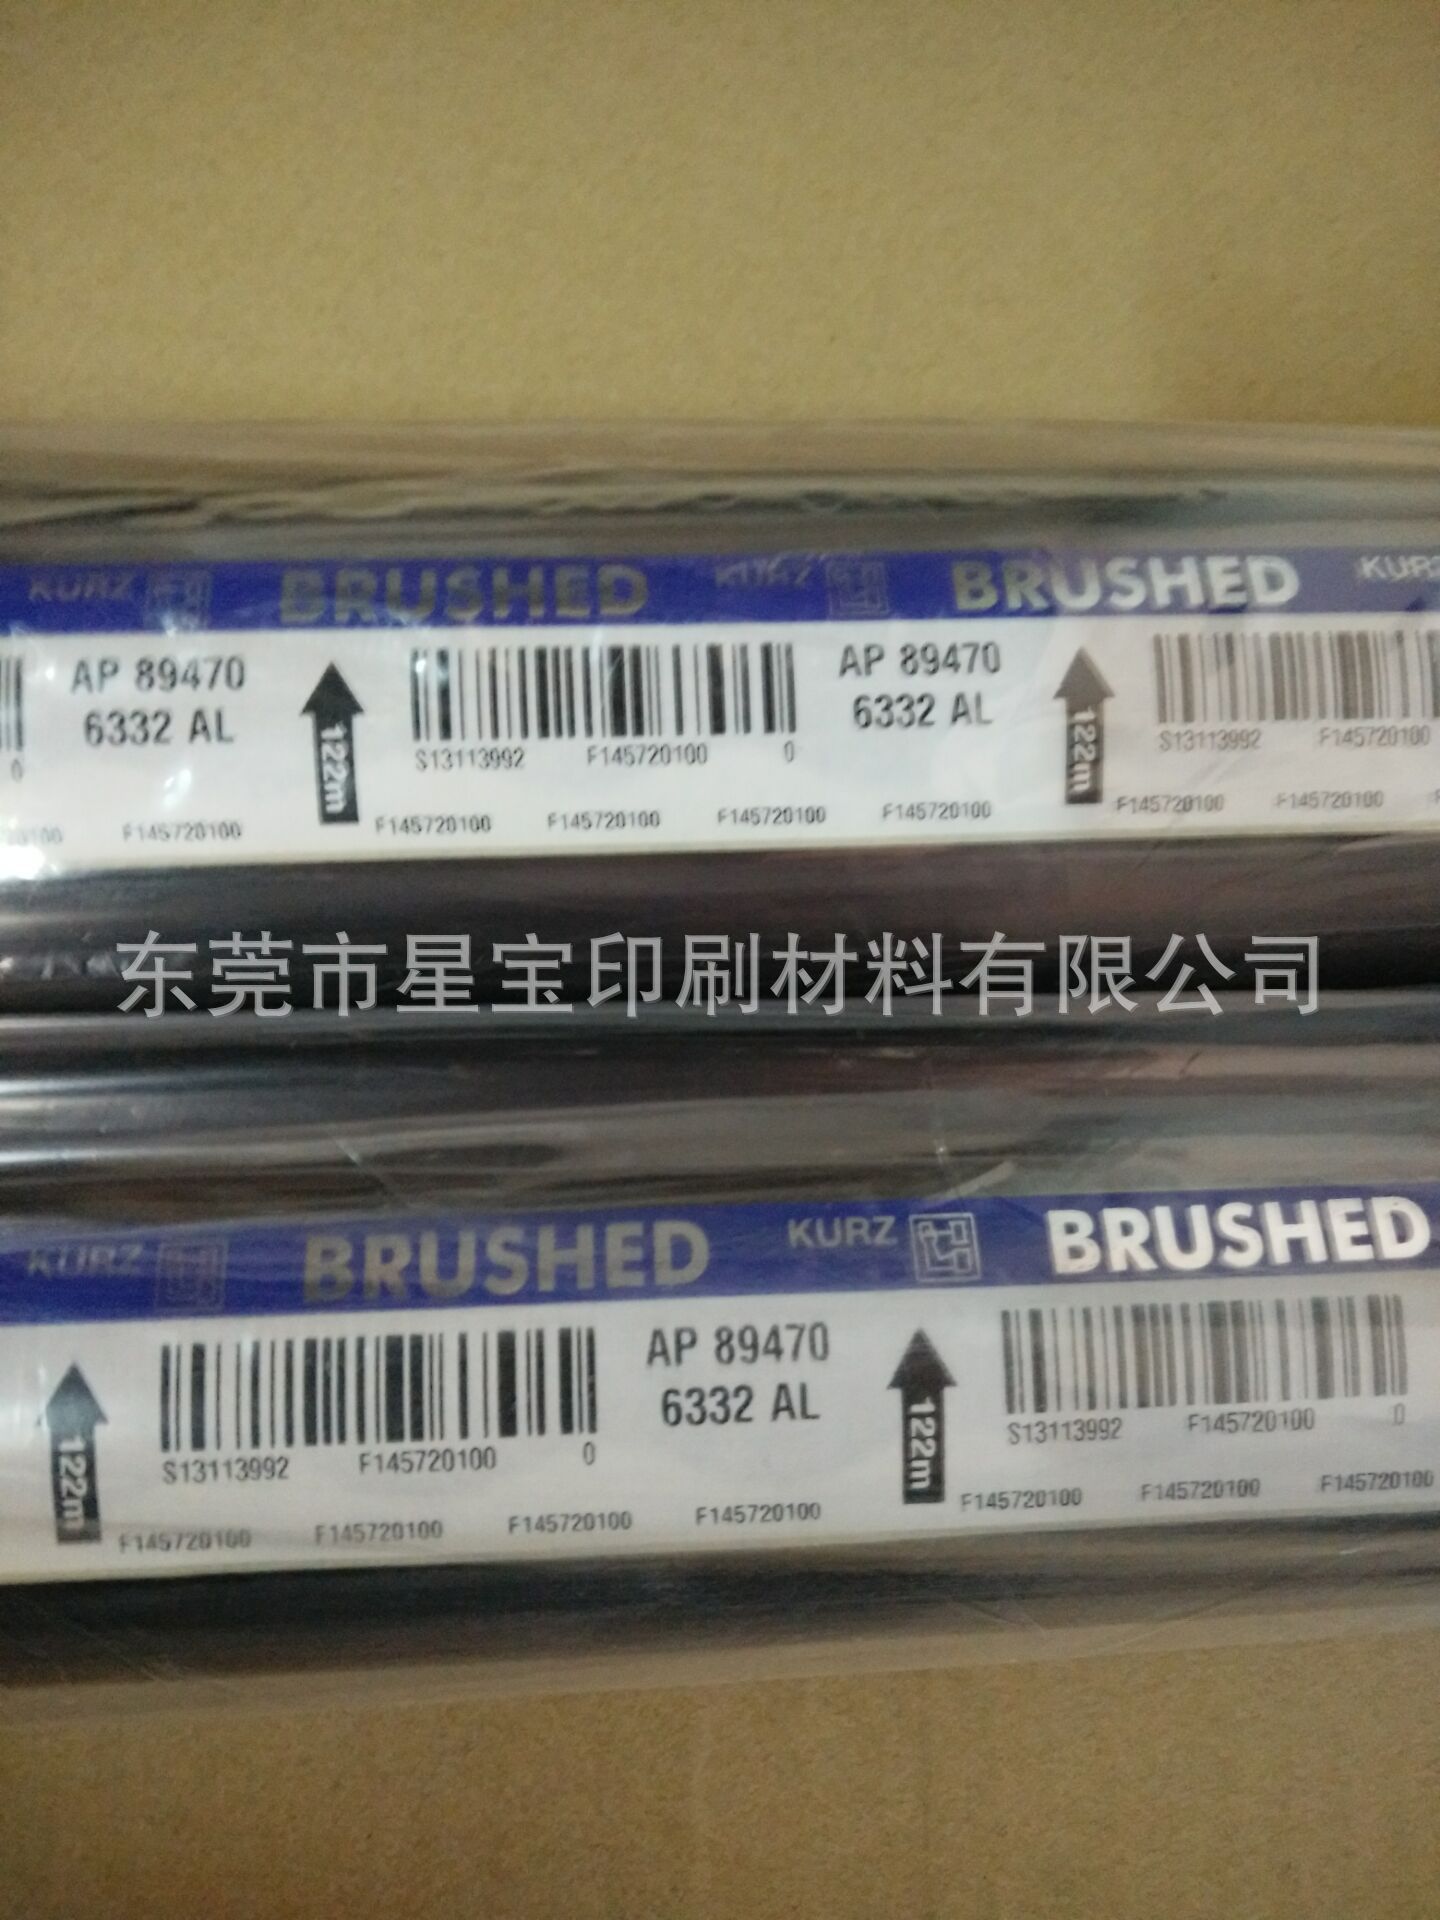 KURZ BRUSHED KURZ BRUSHED KURZ
AP 89470 AP 89470
6332 AL 6332 AL
122m 122m
0 S13113992 F145720100 0 S13113992 F145720100
F145720100 F145720100 F145720100 F145720100 F145720100 F145720100 F145720100
东莞市星宝印刷材料有限公司
KURZ BRUSHED KURZ BRUSHED
AP 89470
6332 AL
122m 122m
S13113992 F145720100 0 S13113992 F145720100 0
F145720100 F145720100 F145720100 F145720100 F145720100 F145720100 F145720100